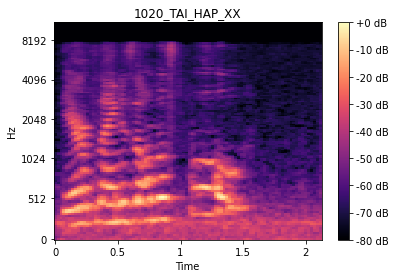 1020_TAI_HAP_XX
+0 dB
8192
-10 dB
4096
-20 dB
-30 dB
2048
-40 dB
Hz
1024
-50 dB
-60 dB
512
-70 dB
0
-80 dB
0 0.5 1 1.5 2
Time